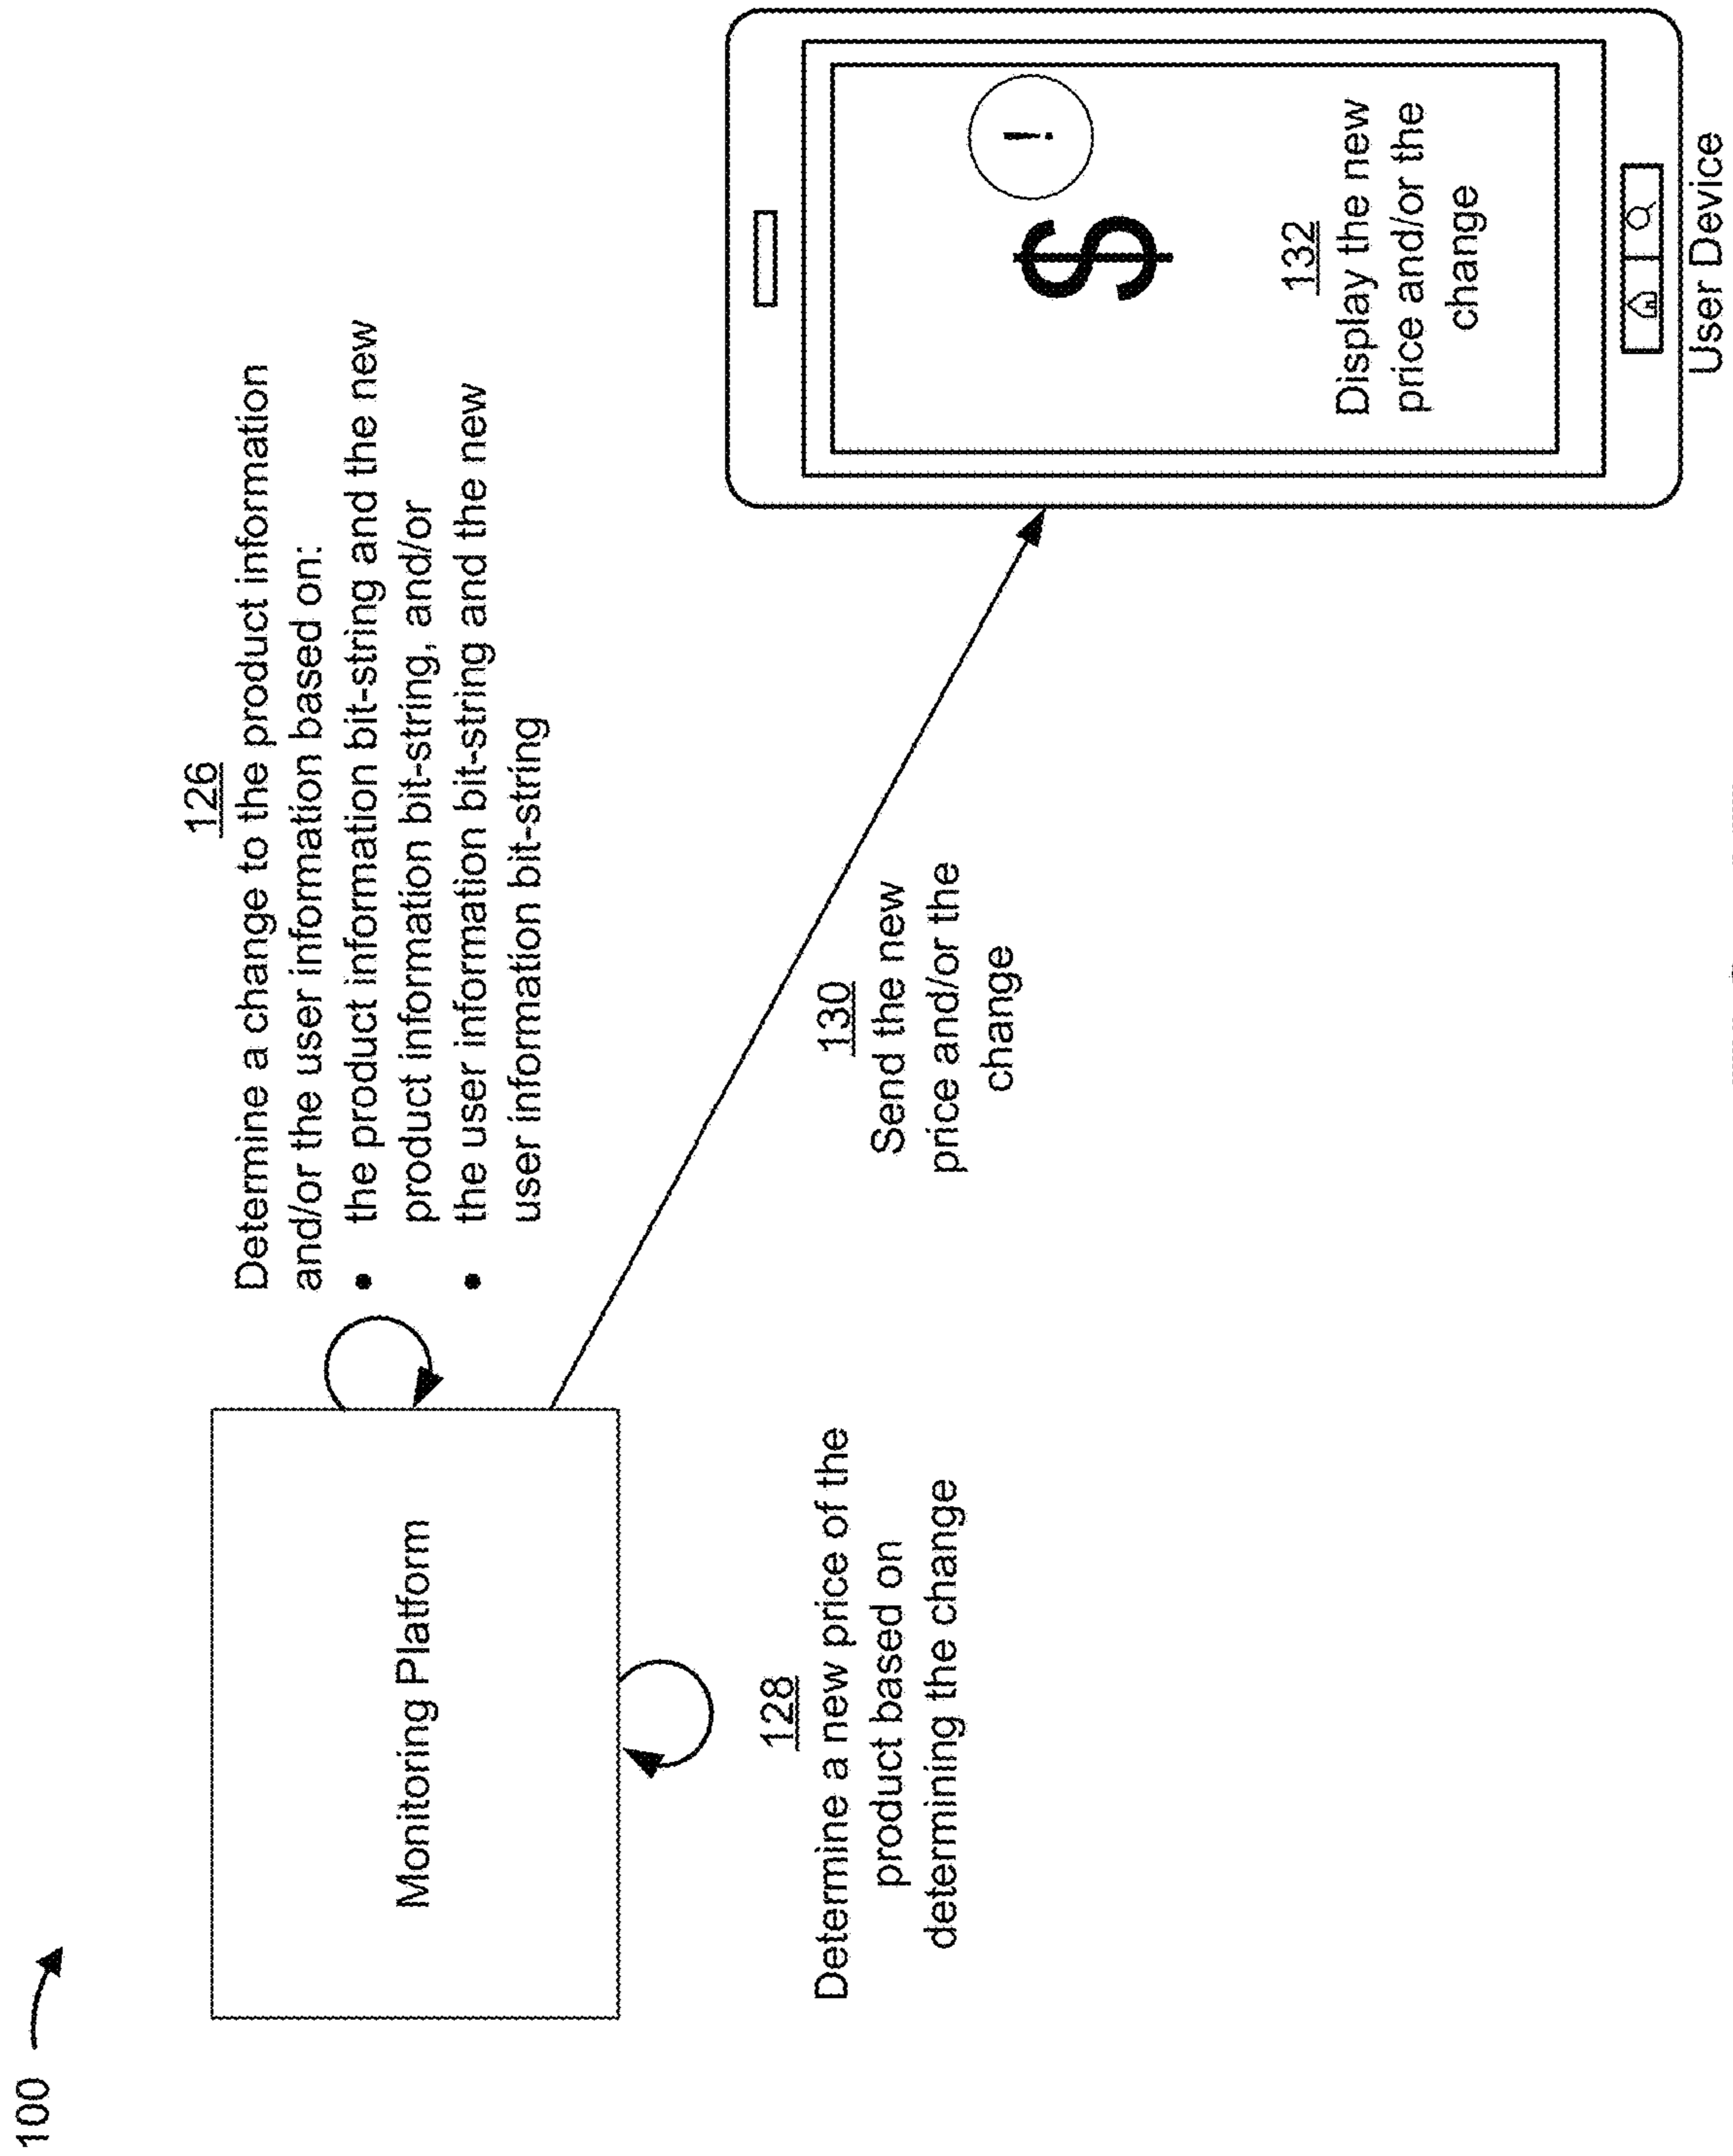 100
126
Determine a change to the product information
and/or the user information based on:
• the product information bit-string and the new
product information bit-string, and/or
• the user information bit-string and the new
user information bit-string
Monitoring Platform
128
Determine a new price of the
product based on
determining the change
130
Send the new
price and/or the
change
$ !
132
Display the new
price and/or the
change
User Device